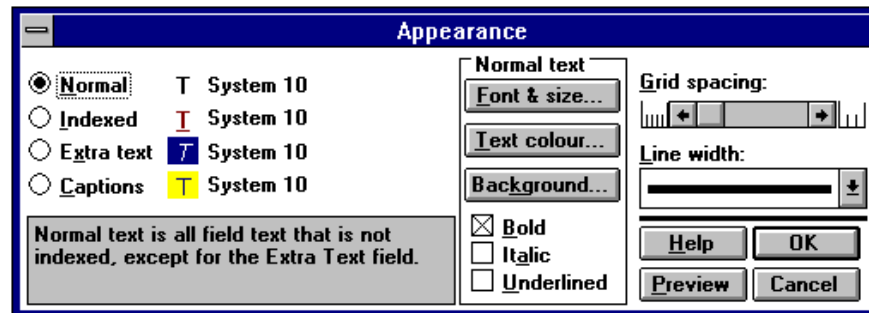 Appearance
Normal T System 10
Indexed T System 10
Extra text T System 10
Captions T System 10
Normal text is all field text that is not
indexed, except for the Extra Text field.
Normal text
Font & size...
Text colour...
Background...
Bold
Italic
Underlined
Grid spacing:
Line width:
Help OK
Preview Cancel